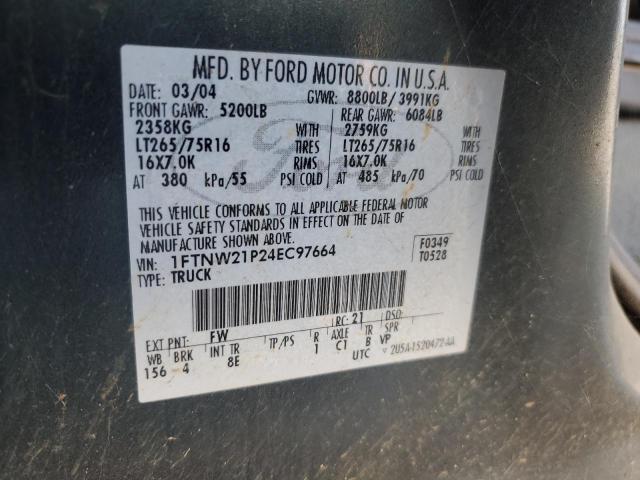 MFD. BY FORD MOTOR CO. IN U.S.A.
DATE: 03/04 GVWR: 8800LB/ 3991KG
FRONT GAWR: 5200LB REAR GAWR: 6084LB
2358KG WITH 2759KG WITH
LT265/75R16 TIRES LT265/75R16 TIRES
16X7.0K RIMS 16X7.0K RIMS
AT 380 kPa/55 PSI COLD AT 485 kPa/70 PSI COLD
Ford
THIS VEHICLE CONFORMS TO ALL APPLICABLE FEDERAL MOTOR
VEHICLE SAFETY STANDARDS IN EFFECT ON THE DATE OF
MANUFACTURE SHOWN ABOVE.
VIN: 1FTNW21P24EC97664 F0349
TYPE: TRUCK T0528
EXT PNT: FW RC: 21 DSO:
WB BRK INT TR TP/PS R AXLE TR SPR
156 4 8E 1 C1 B VP
UTC 2U5A-1520472-AA